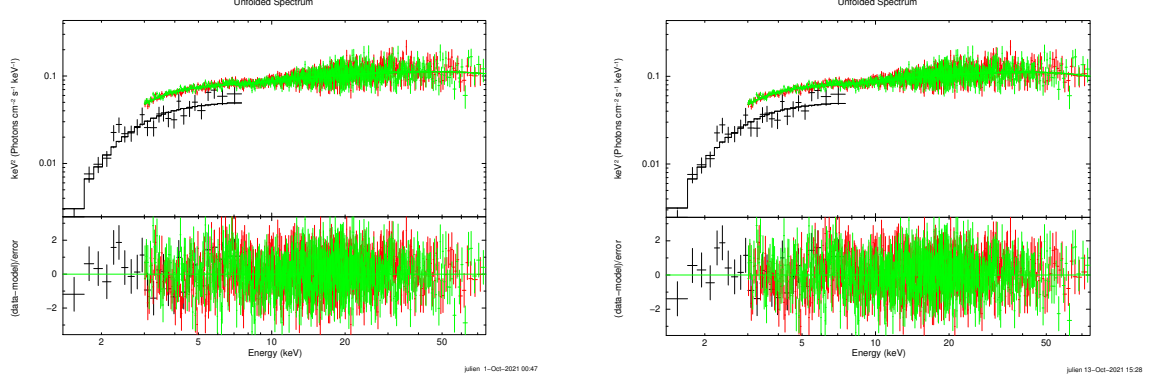 Unfolded Spectrum
keV² (Photons cm⁻² s⁻¹ keV⁻¹)
0.1
0.01
(data−model)/error
2
0
−2
2
5
10
20
50
Energy (keV)
julien 1−Oct−2021 00:47
Unfolded Spectrum
keV² (Photons cm⁻² s⁻¹ keV⁻¹)
0.1
0.01
(data−model)/error
2
0
−2
2
5
10
20
50
Energy (keV)
julien 13−Oct−2021 15:28